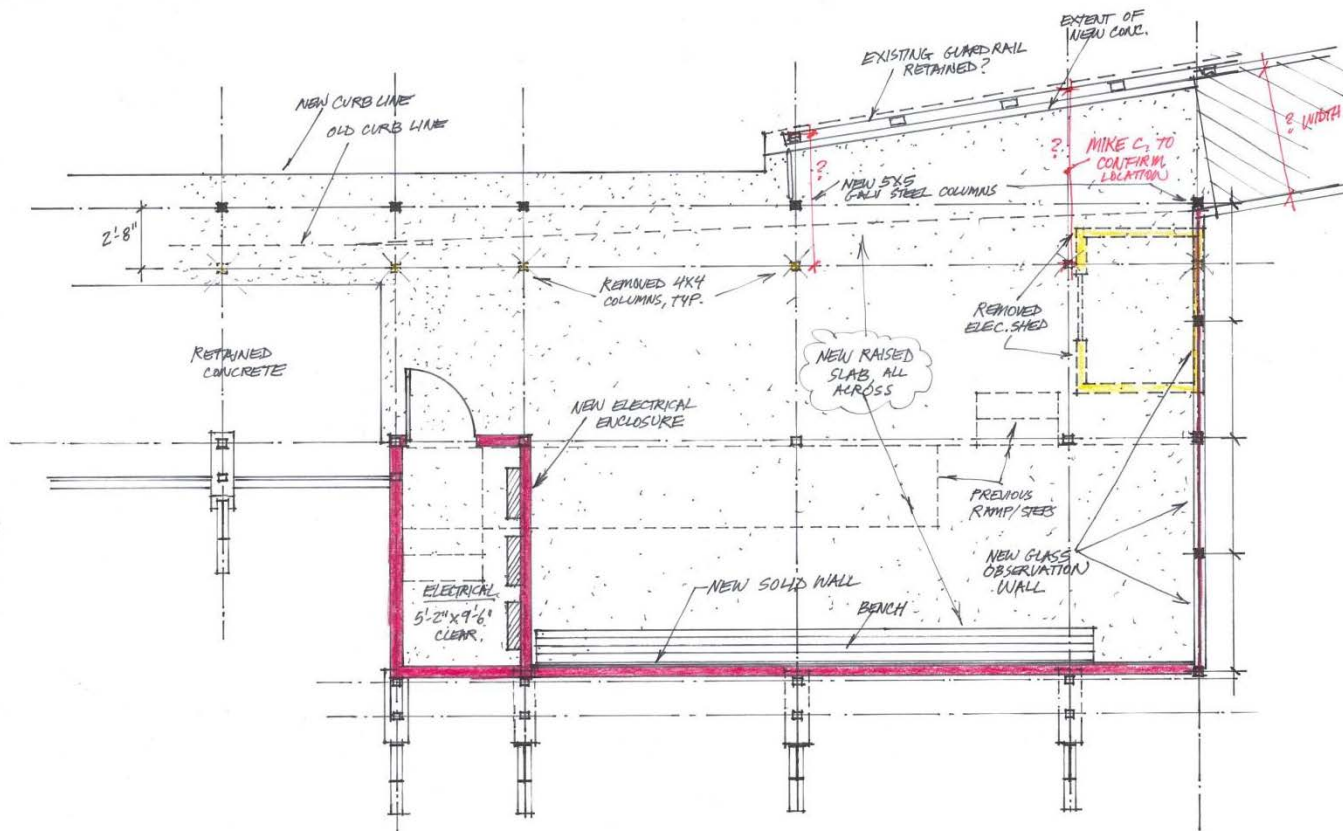 EXTENT OF
NEW CONC.
EXISTING GUARDRAIL
RETAINED?
NEW CURB LINE
OLD CURB LINE
? WIDTH
?
?
MIKE C. TO
CONFIRM
LOCATION
NEW 5X5
GALV STEEL COLUMNS
2'-8"
REMOVED 4X4
COLUMNS, TYP.
REMOVED
ELEC. SHED
RETAINED
CONCRETE
NEW RAISED
SLAB, ALL
ACROSS
NEW ELECTRICAL
ENCLOSURE
PREVIOUS
RAMP/STEPS
NEW GLASS
OBSERVATION
WALL
ELECTRICAL
5'-2" X 9'-6"
CLEAR.
NEW SOLID WALL
BENCH